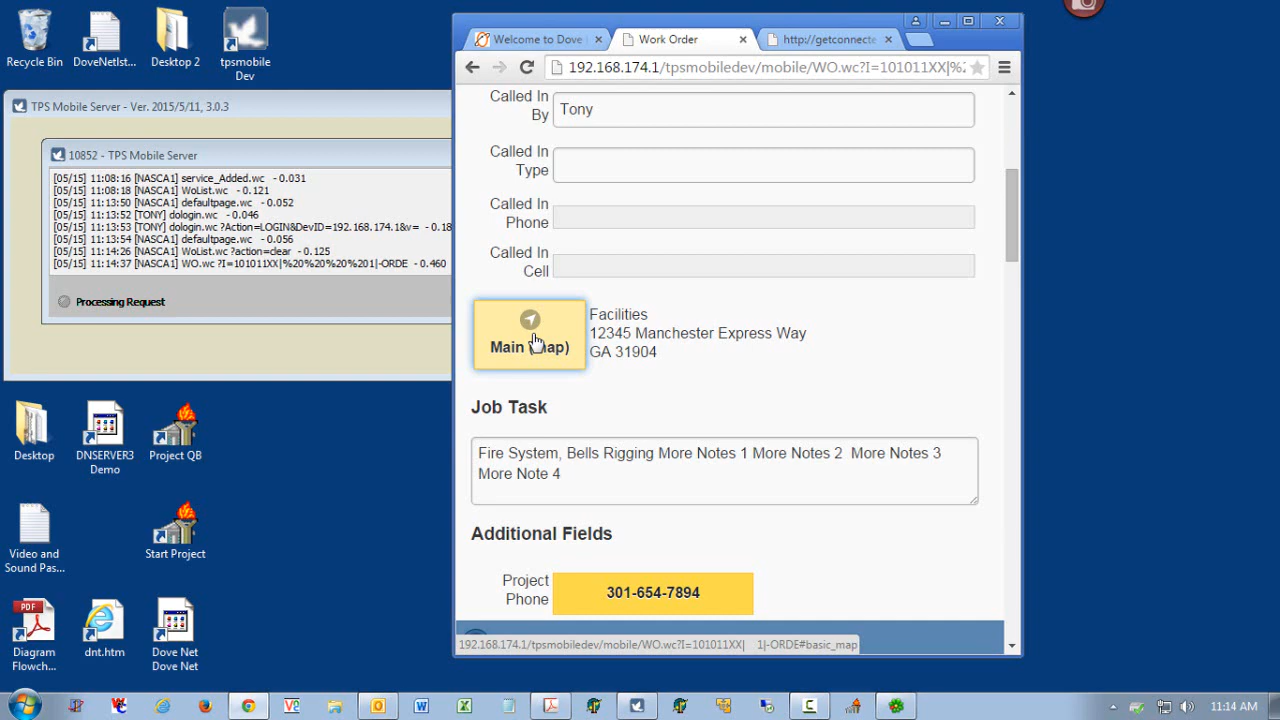 Recycle Bin
DoveNetIst...
Desktop 2
tpsmobile
Dev
TPS Mobile Server - Ver. 2015/5/11, 3.0.3
10852 - TPS Mobile Server
[05/15] 11:08:16 [NASCA1] service_Added.wc - 0.031
[05/15] 11:08:18 [NASCA1] WoList.wc - 0.121
[05/15] 11:13:50 [NASCA1] defaultpage.wc - 0.052
[05/15] 11:13:52 [TONY] dologin.wc - 0.046
[05/15] 11:13:53 [TONY] dologin.wc ?Action=LOGIN&DevID=192.168.174.1&v= - 0.18
[05/15] 11:13:54 [NASCA1] defaultpage.wc - 0.056
[05/15] 11:14:26 [NASCA1] WoList.wc ?action=clear - 0.125
[05/15] 11:14:37 [NASCA1] WO.wc ?I=101011XX|%20%20%20%201|-ORDE - 0.460
Processing Request
Desktop
DNSERVER3
Demo
Project QB
Video and
Sound Pas...
Start Project
Diagram
Flowch...
dnt.htm
Dove Net
Dove Net
Welcome to Dove
Work Order
http://getconnecte
192.168.174.1/tpsmobiledev/mobile/WO.wc?I=101011XX|%2
Called In
By
Tony
Called In
Type
Called In
Phone
Called In
Cell
Main (map)
Facilities
12345 Manchester Express Way
GA 31904
Job Task
Fire System, Bells Rigging More Notes 1 More Notes 2 More Notes 3
More Note 4
Additional Fields
Project
Phone
301-654-7894
192.168.174.1/tpsmobiledev/mobile/WO.wc?I=101011XX| 1|-ORDE#basic_map
11:14 AM